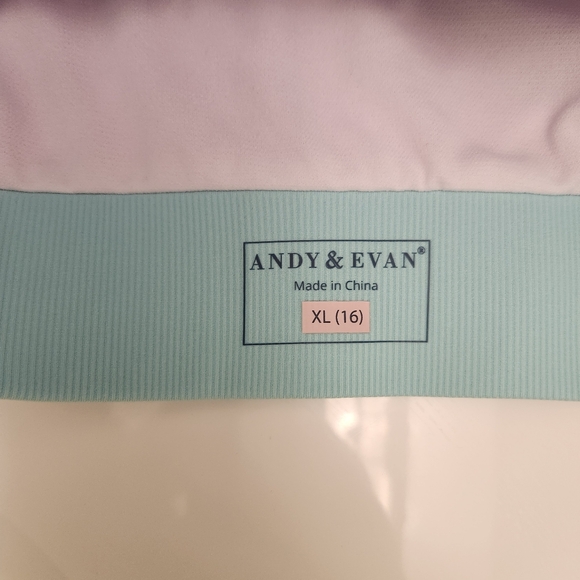 ANDY & EVAN®
Made in China
XL (16)